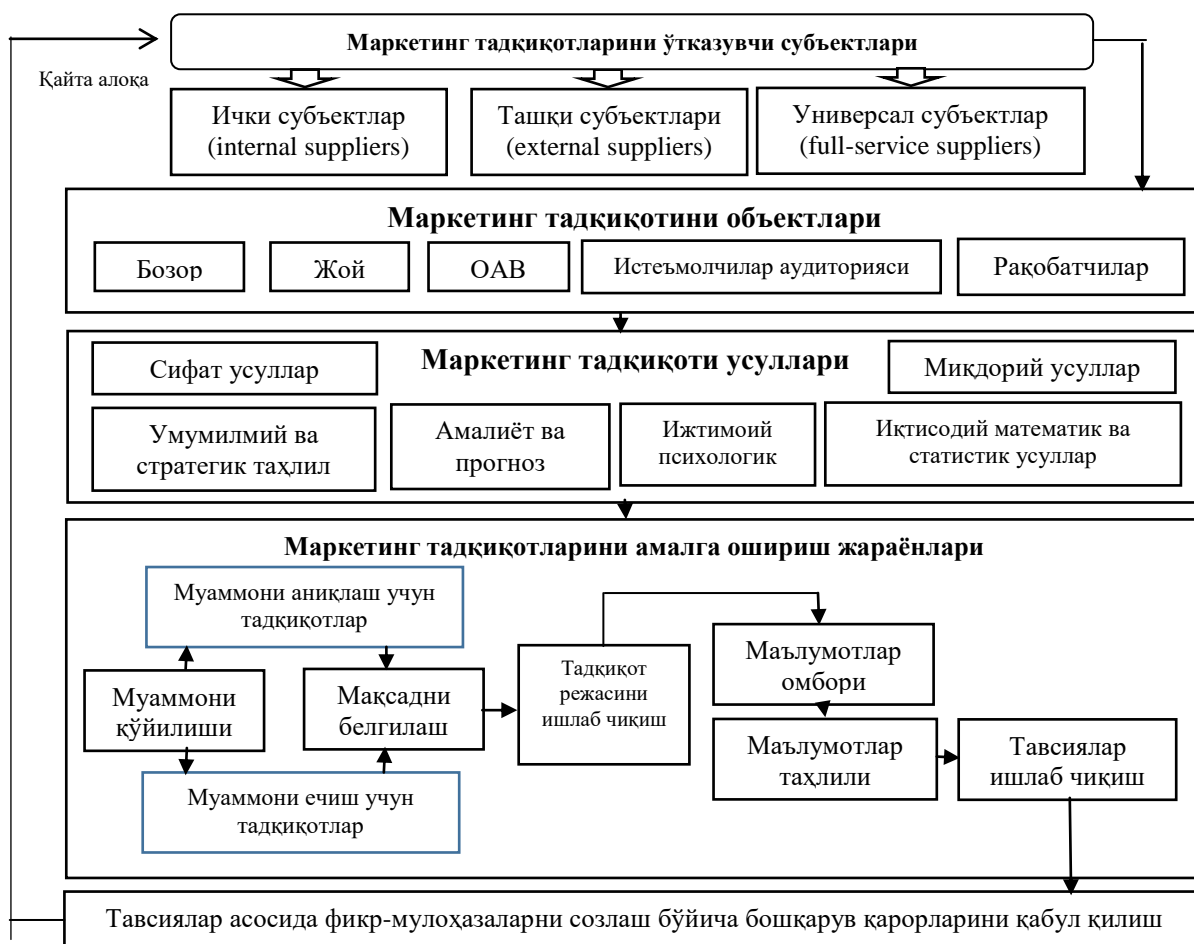 Маркетинг тадқиқотларини ўтказувчи субъектлари
Қайта алоқа
Ички субъектлар
(internal suppliers)
Ташқи субъектлари
(external suppliers)
Универсал субъектлар
(full-service suppliers)
Маркетинг тадқиқотини объектлари
Бозор
Жой
ОАВ
Истеъмолчилар аудиторияси
Рақобатчилар
Маркетинг тадқиқоти усуллари
Сифат усуллар
Миқдорий усуллар
Умумилмий ва
стратегик таҳлил
Амалиёт ва
прогноз
Ижтимоий
психологик
Иқтисодий математик ва
статистик усуллар
Маркетинг тадқиқотларини амалга ошириш жараёнлари
Муаммони аниқлаш учун
тадқиқотлар
Муаммони
қўйилиши
Мақсадни
белгилаш
Муаммони ечиш учун
тадқиқотлар
Тадқиқот
режасини
ишлаб чиқиш
Маълумотлар
омбори
Маълумотлар
таҳлили
Тавсиялар
ишлаб чиқиш
Тавсиялар асосида фикр-мулоҳазаларни созлаш бўйича бошқарув қарорларини қабул қилиш